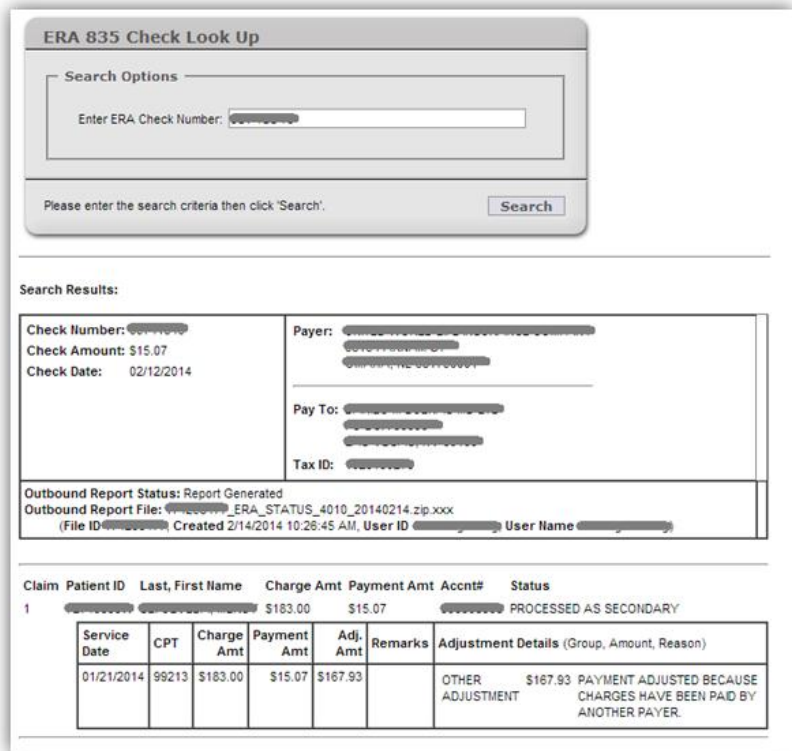 ERA 835 Check Look Up
Search Options
Enter ERA Check Number:
Please enter the search criteria then click 'Search'.
Search
Search Results:
Check Number:
Check Amount: $15.07
Check Date: 02/12/2014
Payer:
Pay To:
Tax ID:
Outbound Report Status: Report Generated
Outbound Report File: _ERA_STATUS_4010_20140214.zip.xxx
(File ID , Created 2/14/2014 10:26:45 AM, User ID , User Name )
Claim Patient ID Last, First Name Charge Amt Payment Amt Accnt# Status
1 $183.00 $15.07 PROCESSED AS SECONDARY
Service Date CPT Charge Amt Payment Amt Adj. Amt Remarks Adjustment Details (Group, Amount, Reason)
01/21/2014 99213 $183.00 $15.07 $167.93 OTHER ADJUSTMENT $167.93 PAYMENT ADJUSTED BECAUSE
CHARGES HAVE BEEN PAID BY
ANOTHER PAYER.